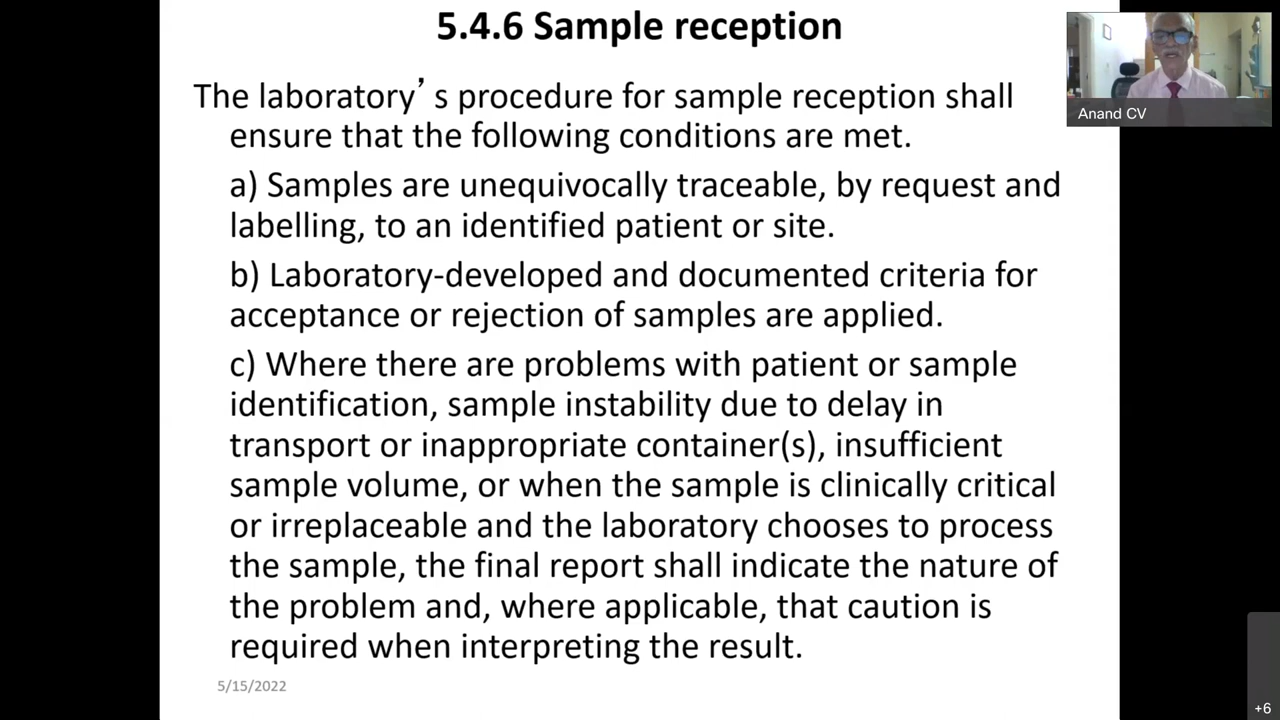 5.4.6 Sample reception
The laboratory’ s procedure for sample reception shall
ensure that the following conditions are met.
a) Samples are unequivocally traceable, by request and
labelling, to an identified patient or site.
b) Laboratory-developed and documented criteria for
acceptance or rejection of samples are applied.
c) Where there are problems with patient or sample
identification, sample instability due to delay in
transport or inappropriate container(s), insufficient
sample volume, or when the sample is clinically critical
or irreplaceable and the laboratory chooses to process
the sample, the final report shall indicate the nature of
the problem and, where applicable, that caution is
required when interpreting the result.
5/15/2022
Anand CV
+6